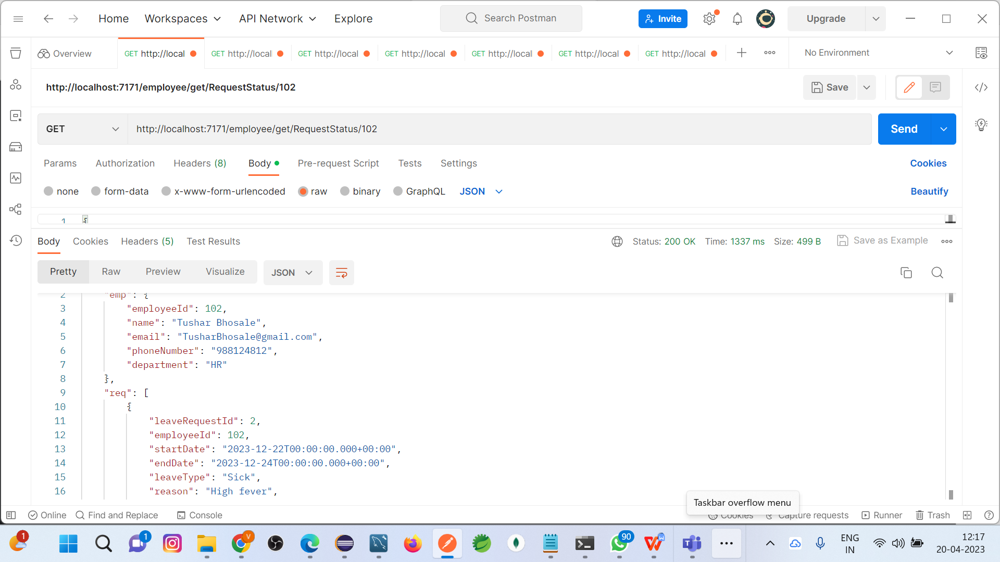 Home Workspaces API Network Explore Search Postman Invite Upgrade
Overview GET http://local GET http://local GET http://local GET http://local GET http://local GET http://local GET http://local No Environment
http://localhost:7171/employee/get/RequestStatus/102 Save
GET http://localhost:7171/employee/get/RequestStatus/102 Send
Params Authorization Headers (8) Body Pre-request Script Tests Settings Cookies
none form-data x-www-form-urlencoded raw binary GraphQL JSON Beautify
1 {
Body Cookies Headers (5) Test Results Status: 200 OK Time: 1337 ms Size: 499 B Save as Example
Pretty Raw Preview Visualize JSON
2 "emp": {
3 "employeeId": 102,
4 "name": "Tushar Bhosale",
5 "email": "TusharBhosale@gmail.com",
6 "phoneNumber": "988124812",
7 "department": "HR"
8 },
9 "req": [
10 {
11 "leaveRequestId": 2,
12 "employeeId": 102,
13 "startDate": "2023-12-22T00:00:00.000+00:00",
14 "endDate": "2023-12-24T00:00:00.000+00:00",
15 "leaveType": "Sick",
16 "reason": "High fever",
Taskbar overflow menu
Online Find and Replace Console Cookies Capture requests Runner Trash
1 1 V 90 W T ENG 12:17
IN 20-04-2023